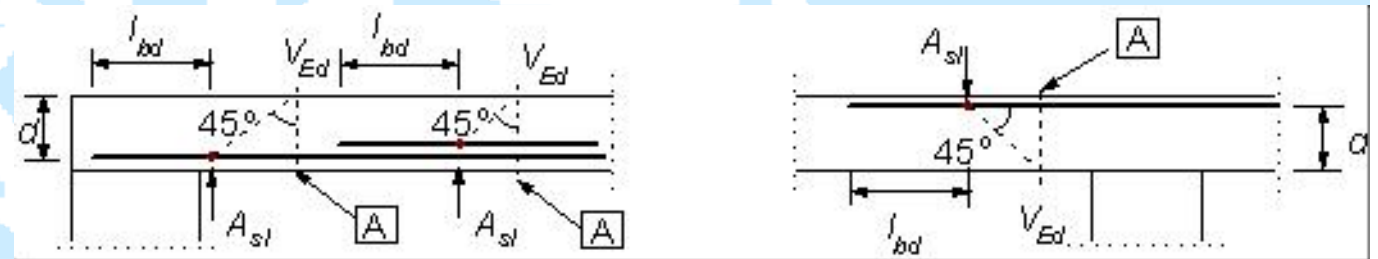 l_bd l_bd
V_Ed V_Ed
A_sl A
d 45° 45° 45° d
A_sl A A_sl A
l_bd V_Ed